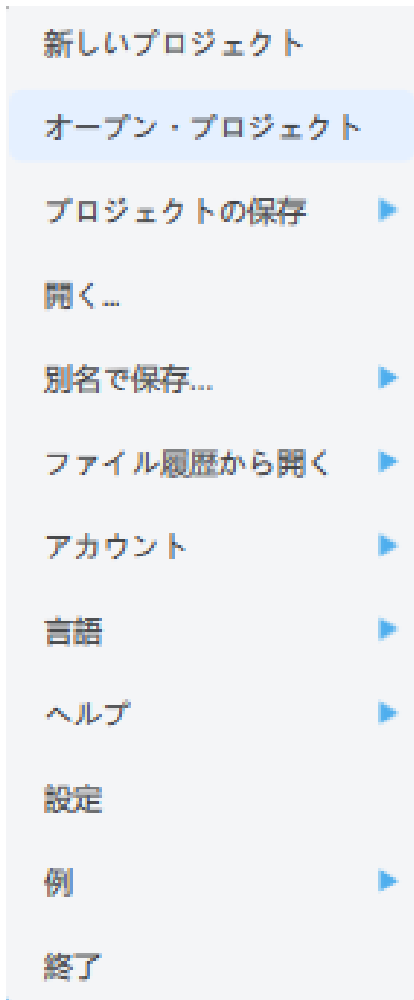 新しいプロジェクト
オープン・プロジェクト
プロジェクトの保存
開く...
別名で保存...
ファイル履歴から開く
アカウント
言語
ヘルプ
設定
例
終了